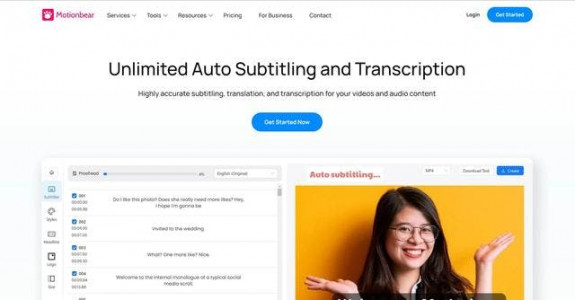 Motionbear Services Tools Resources Pricing For Business Contact Login Get Started
Unlimited Auto Subtitling and Transcription
Highly accurate subtitling, translation, and transcription for your videos and audio content
Get Started Now
Proofread English (Original)
Auto subtitling... MP4 Download Text Create
001
Do I like this photo? Does she really need more likes? hey,
I hope I'm gonna be
Subtitles
002
invited to the wedding
Styles
003
What? One more like? Nice.
Headline
Logo
004
Welcome to the internal monologue of a typical social
media scroll.
Size